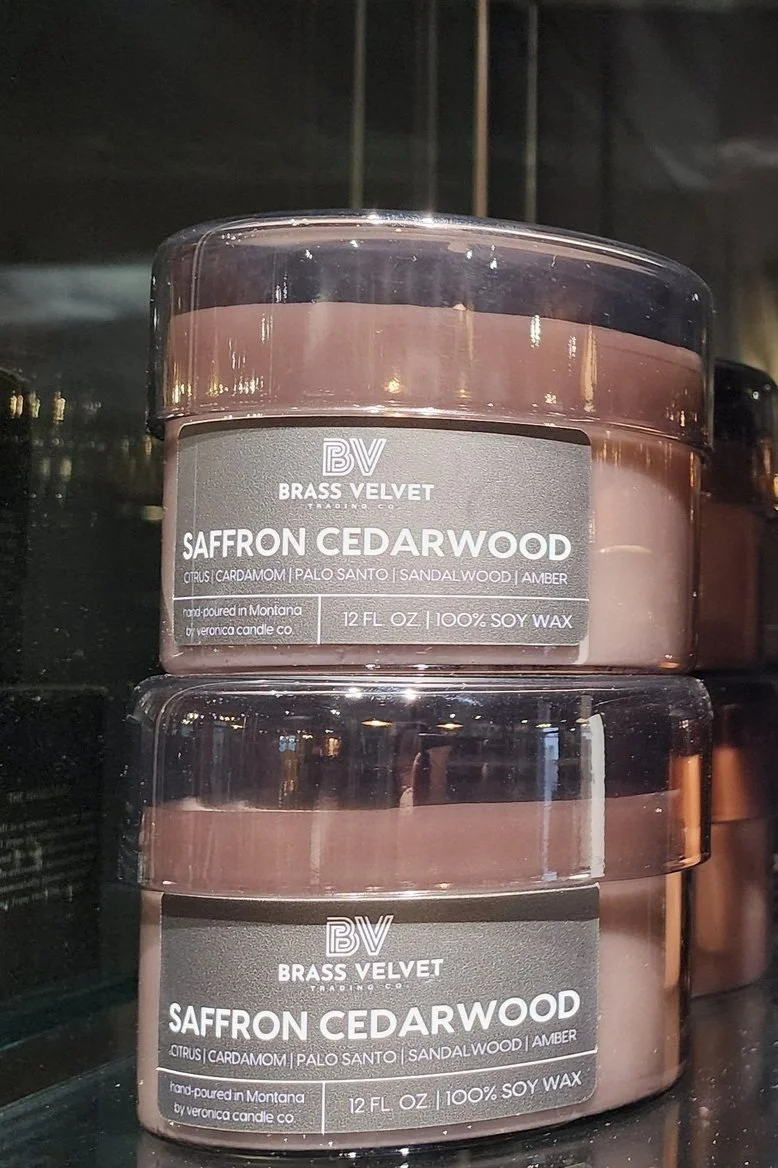 BV
BRASS VELVET
TRADING CO.
SAFFRON CEDARWOOD
CITRUS | CARDAMOM | PALO SANTO | SANDALWOOD | AMBER
hand-poured in Montana
by veronica candle co.
12 FL. OZ | 100% SOY WAX
BV
BRASS VELVET
TRADING CO.
SAFFRON CEDARWOOD
CITRUS | CARDAMOM | PALO SANTO | SANDALWOOD | AMBER
hand-poured in Montana
by veronica candle co.
12 FL. OZ | 100% SOY WAX